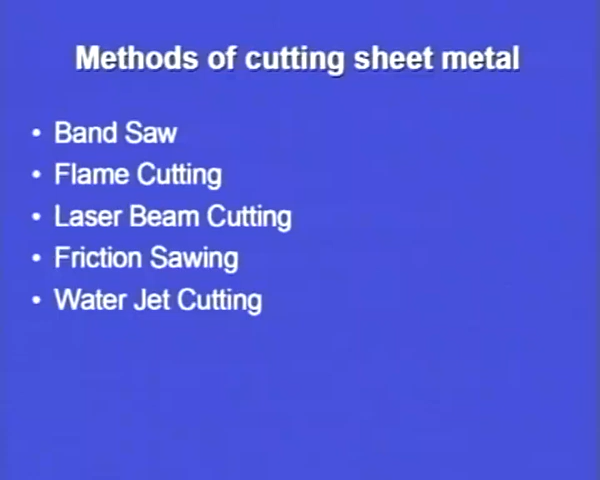 Methods of cutting sheet metal
• Band Saw
• Flame Cutting
• Laser Beam Cutting
• Friction Sawing
• Water Jet Cutting